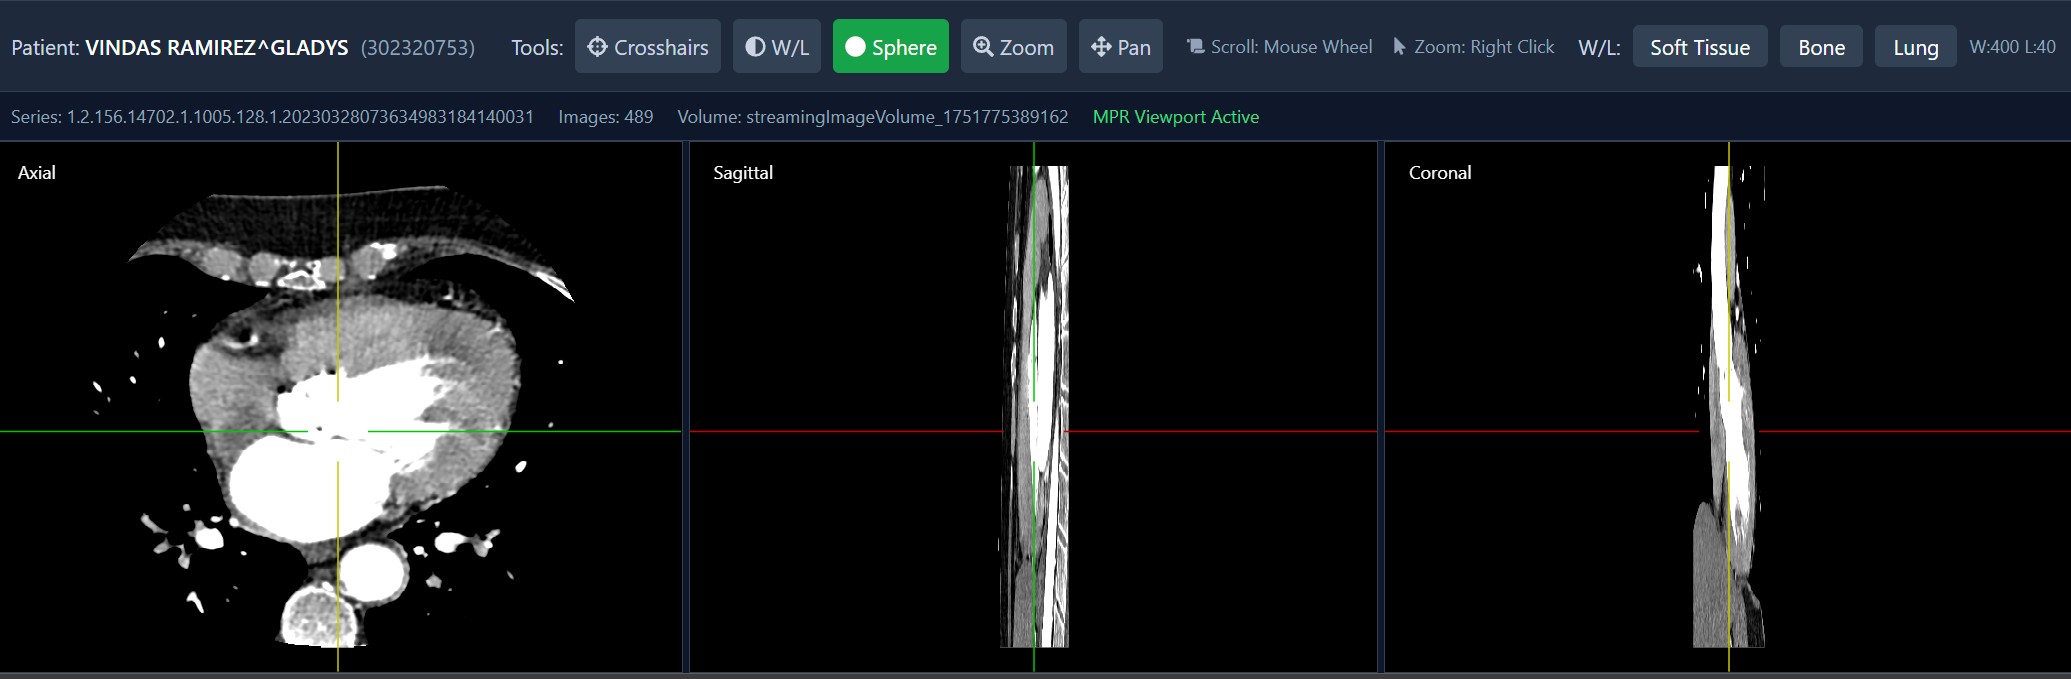 Patient: VINDAS RAMIREZ^GLADYS (302320753) Tools: Crosshairs W/L Sphere Zoom Pan Scroll: Mouse Wheel Zoom: Right Click W/L: Soft Tissue Bone Lung W:400 L:40
Series: 1.2.156.14702.1.1005.128.1.20230328073634983184140031 Images: 489 Volume: streamingImageVolume_1751775389162 MPR Viewport Active
Axial Sagittal Coronal